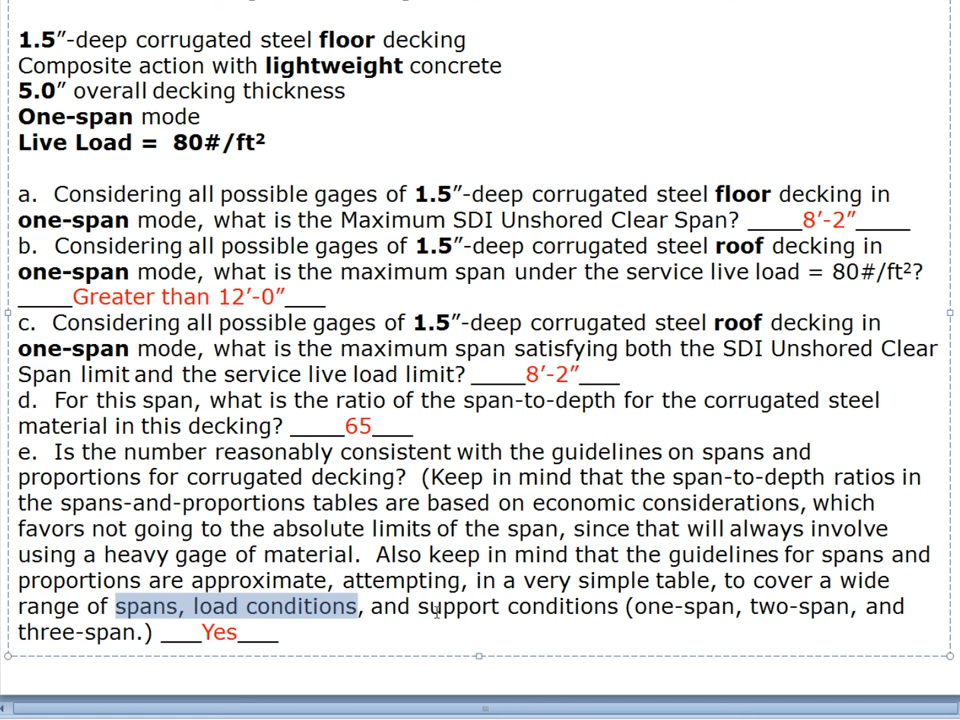 1.5”-deep corrugated steel floor decking
Composite action with lightweight concrete
5.0” overall decking thickness
One-span mode
Live Load = 80#/ft²
a. Considering all possible gages of 1.5”-deep corrugated steel floor decking in
one-span mode, what is the Maximum SDI Unshored Clear Span? ____8’-2”____
b. Considering all possible gages of 1.5”-deep corrugated steel roof decking in
one-span mode, what is the maximum span under the service live load = 80#/ft²?
____Greater than 12’-0”___
c. Considering all possible gages of 1.5”-deep corrugated steel roof decking in
one-span mode, what is the maximum span satisfying both the SDI Unshored Clear
Span limit and the service live load limit? ____8’-2”___
d. For this span, what is the ratio of the span-to-depth for the corrugated steel
material in this decking? ____65___
e. Is the number reasonably consistent with the guidelines on spans and
proportions for corrugated decking? (Keep in mind that the span-to-depth ratios in
the spans-and-proportions tables are based on economic considerations, which
favors not going to the absolute limits of the span, since that will always involve
using a heavy gage of material. Also keep in mind that the guidelines for spans and
proportions are approximate, attempting, in a very simple table, to cover a wide
range of spans, load conditions, and support conditions (one-span, two-span, and
three-span.) ___Yes___